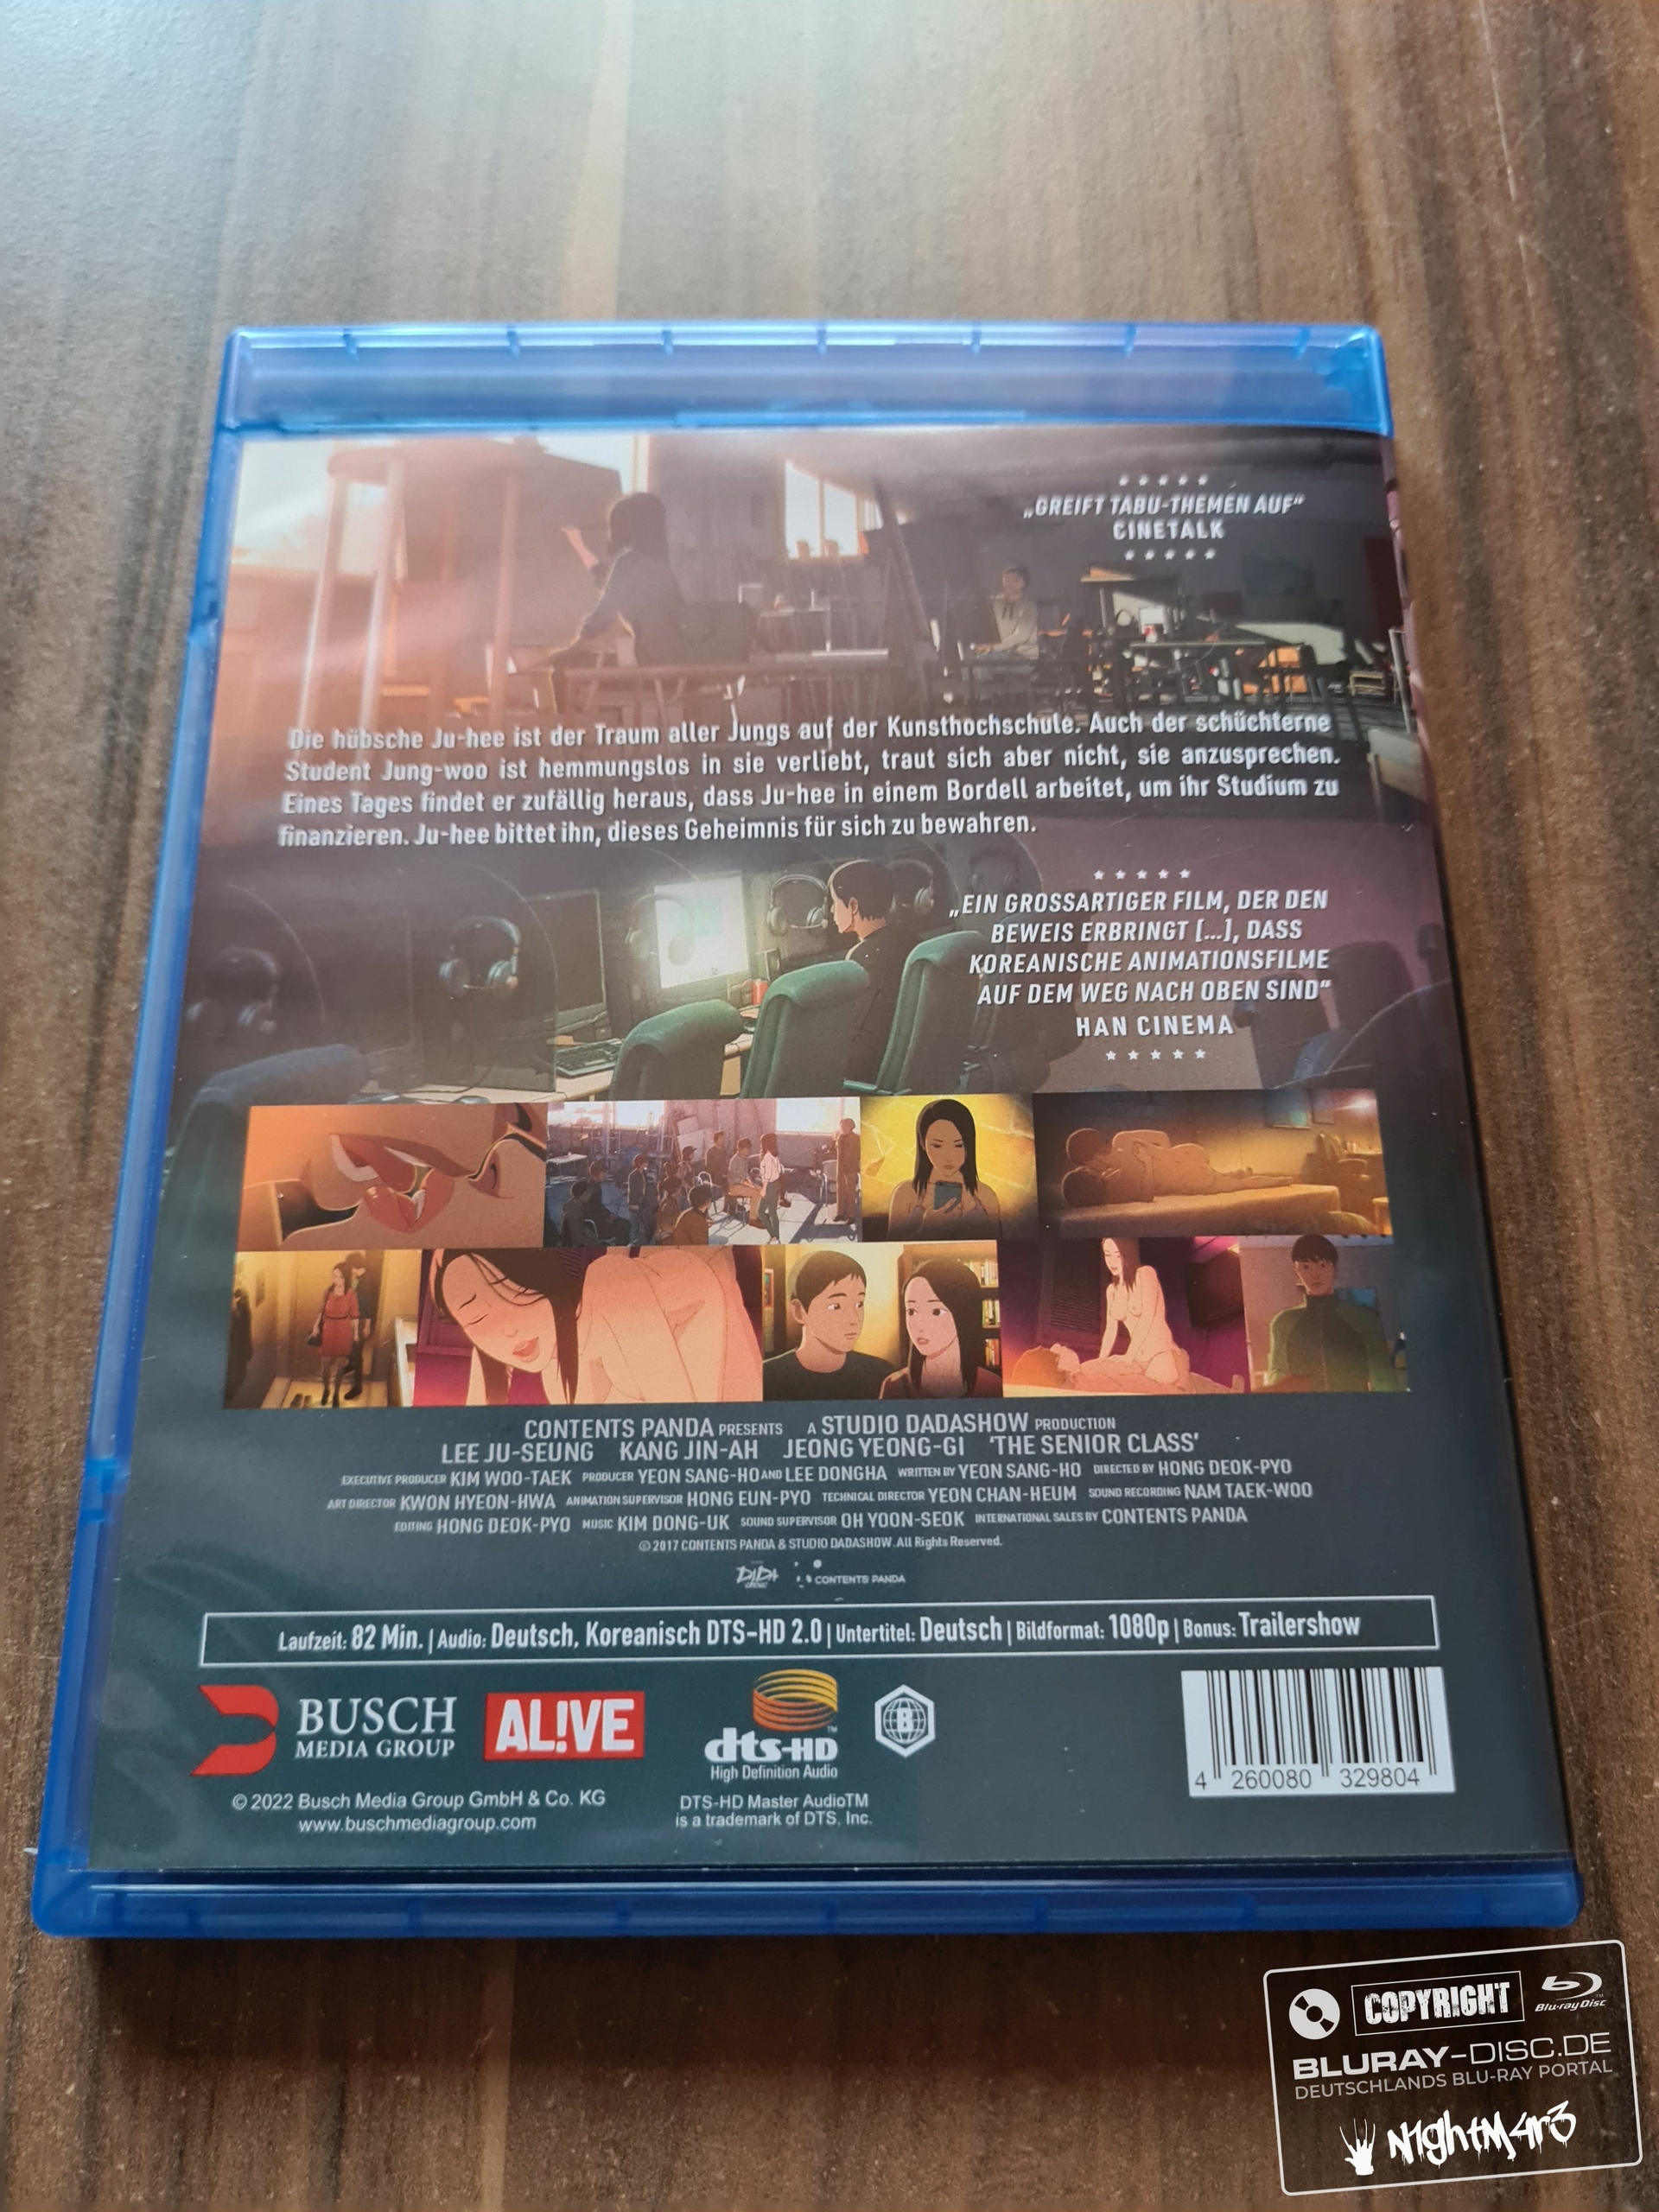 ★ ★ ★ ★ ★
„GREIFT TABU-THEMEN AUF“
CINETALK
★ ★ ★ ★ ★
Die hübsche Ju-hee ist der Traum aller Jungs auf der Kunsthochschule. Auch der schüchterne
Student Jung-woo ist hemmungslos in sie verliebt, traut sich aber nicht, sie anzusprechen.
Eines Tages findet er zufällig heraus, dass Ju-hee in einem Bordell arbeitet, um ihr Studium zu
finanzieren. Ju-hee bittet ihn, dieses Geheimnis für sich zu bewahren.
★ ★ ★ ★ ★
„EIN GROSSARTIGER FILM, DER DEN
BEWEIS ERBRINGT [...], DASS
KOREANISCHE ANIMATIONSFILME
AUF DEM WEG NACH OBEN SIND“
HAN CINEMA
★ ★ ★ ★ ★
CONTENTS PANDA PRESENTS A STUDIO DADASHOW PRODUCTION
LEE JU-SEUNG KANG JIN-AH JEONG YEONG-GI 'THE SENIOR CLASS'
EXECUTIVE PRODUCER KIM WOO-TAEK PRODUCER YEON SANG-HO AND LEE DONGHA WRITTEN BY YEON SANG-HO DIRECTED BY HONG DEOK-PYO
ART DIRECTOR KWON HYEON-HWA ANIMATION SUPERVISOR HONG EUN-PYO TECHNICAL DIRECTOR YEON CHAN-HEUM SOUND RECORDING NAM TAEK-WOO
EDITING HONG DEOK-PYO MUSIC KIM DONG-UK SOUND SUPERVISOR OH YOON-SEOK INTERNATIONAL SALES BY CONTENTS PANDA
© 2017 CONTENTS PANDA & STUDIO DADASHOW. All Rights Reserved.
DADA SHOW CONTENTS PANDA
Laufzeit: 82 Min. | Audio: Deutsch, Koreanisch DTS-HD 2.0 | Untertitel: Deutsch | Bildformat: 1080p | Bonus: Trailershow
BUSCH
MEDIA GROUP
AL!VE
dts-HD TM
High Definition Audio
B
© 2022 Busch Media Group GmbH & Co. KG
www.buschmediagroup.com
DTS-HD Master AudioTM
is a trademark of DTS, Inc.
4 260080 329804
COPYRIGHT
Blu-ray Disc
BLURAY-DISC.DE
DEUTSCHLANDS BLU-RAY PORTAL
N1ghtM4r3